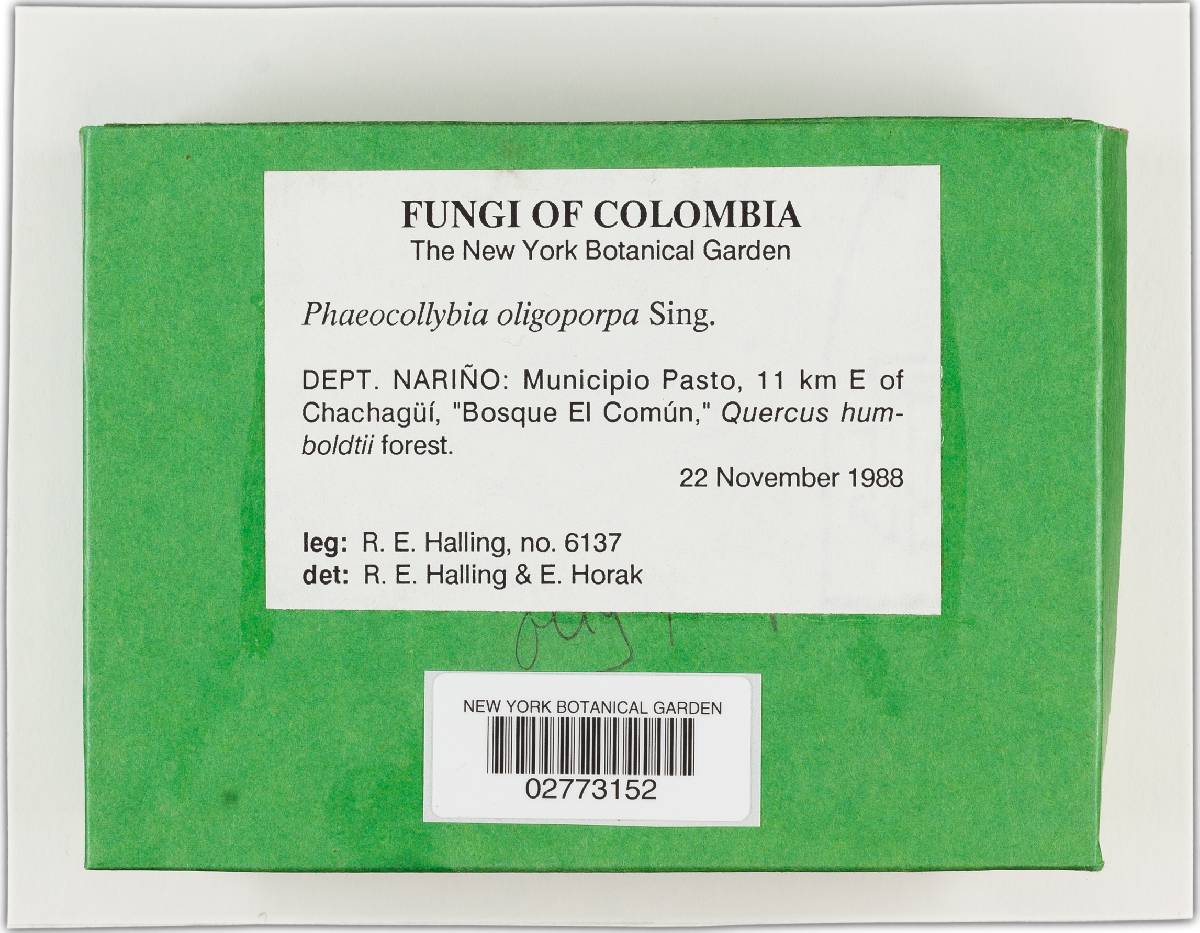 FUNGI OF COLOMBIA
The New York Botanical Garden
Phaeocollybia oligoporpa Sing.
DEPT. NARIÑO: Municipio Pasto, 11 km E of
Chachagüí, "Bosque El Común," Quercus hum-
boldtii forest.
22 November 1988
leg: R. E. Halling, no. 6137
det: R. E. Halling & E. Horak
NEW YORK BOTANICAL GARDEN
02773152